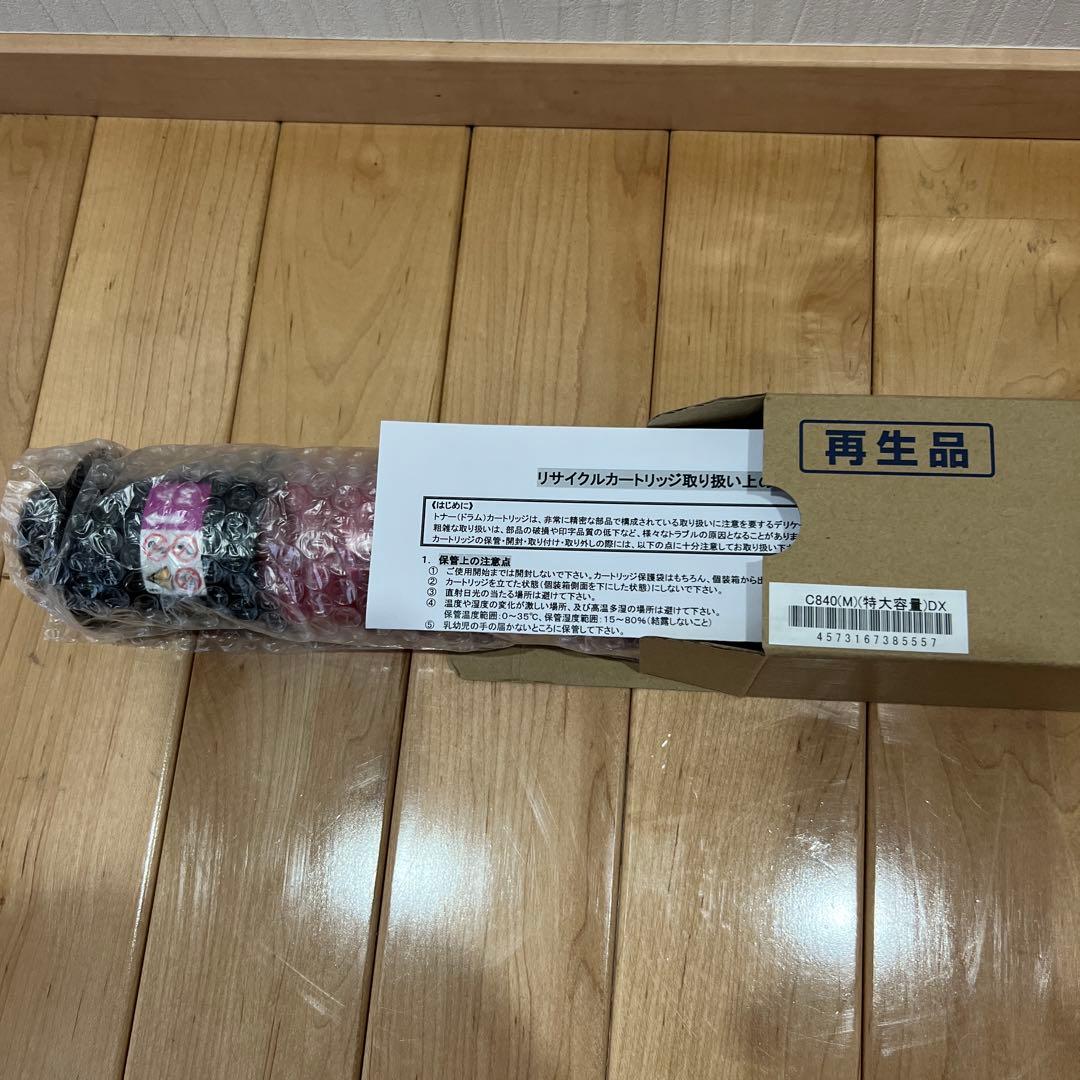 再生品
リサイクルカートリッジ取り扱い上の
《はじめに》
トナー(ドラム)カートリッジは、非常に精密な部品で構成されている取り扱いに注意を要するデリケー
粗雑な取り扱いは、部品の破損や印字品質の低下など、様々なトラブルの原因となることがありま
カートリッジの保管・開封・取り付け・取り外しの際には、以下の点に十分注意してお取り扱い下
1. 保管上の注意点
① ご使用開始までは開封しないで下さい。カートリッジ保護袋はもちろん、個装箱から出
② カートリッジを立てた状態(個装箱側面を下にした状態)にしないで下さい。
③ 直射日光の当たる場所は避けて下さい。
④ 温度や湿度の変化が激しい場所、及び高温多湿の場所は避けて下さい。
保管温度範囲:0～35℃、保管湿度範囲:15～80%(結露しないこと)
⑤ 乳幼児の手の届かないところに保管して下さい。
C840(M)(特大容量)DX
4573167385557